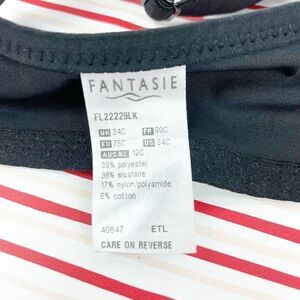 FANTASIE
FL2222BLK
UK 34C FR 90C
EU 75C US 34C
AUS/NZ 12C
39% polyester
38% elastane
17% nylon/polyamide
6% cotton
40647 ETL
CARE ON REVERSE